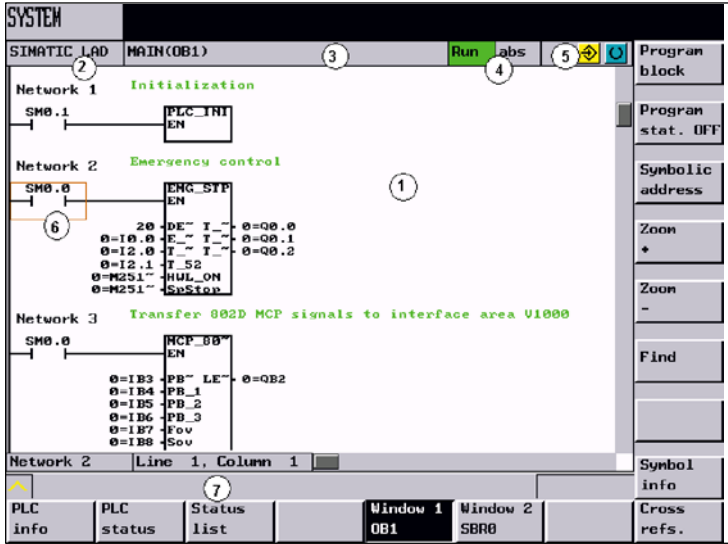 SYSTEM
SIMATIC LAD
MAIN(OB1)
Run
abs
2
3
4
5
Network 1
Initialization
SM0.1
PLC_INI
EN
Network 2
Emergency control
SM0.0
EMG_STP
EN
1
6
20 DE~ T_~ 0=Q0.0
0=I0.0 E_~ T_~ 0=Q0.1
0=I2.0 T_~ T_~ 0=Q0.2
0=I2.1 T_52
0=M251~ HWL_ON
0=M251~ SpStop
Network 3
Transfer 802D MCP signals to interface area V1000
SM0.0
MCP_80~
EN
0=IB3 PB~ LE~ 0=QB2
0=IB4 PB_1
0=IB5 PB_2
0=IB6 PB_3
0=IB7 Fov
0=IB8 Sov
Network 2
Line 1, Column 1
7
Program
block
Program
stat. OFF
Symbolic
address
Zoom
+
Zoom
-
Find
Symbol
info
PLC
info
PLC
status
Status
list
Window 1
OB1
Window 2
SBR0
Cross
refs.